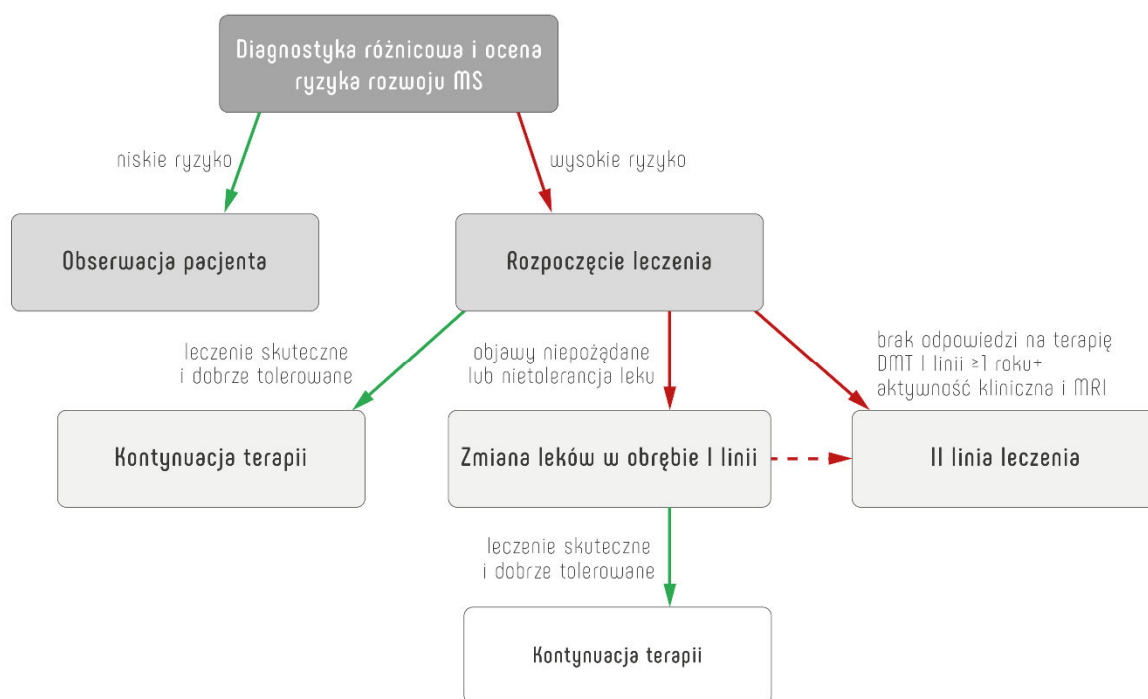 Diagnostyka różnicowa i ocena
ryzyka rozwoju MS
niskie ryzyko
wysokie ryzyko
Obserwacja pacjenta
Rozpoczęcie leczenia
leczenie skuteczne
i dobrze tolerowane
objawy niepożądane
lub nietolerancja leku
brak odpowiedzi na terapię
DMT I linii ≥1 roku+
aktywność kliniczna i MRI
Kontynuacja terapii
Zmiana leków w obrębie I linii
II linia leczenia
leczenie skuteczne
i dobrze tolerowane
Kontynuacja terapii